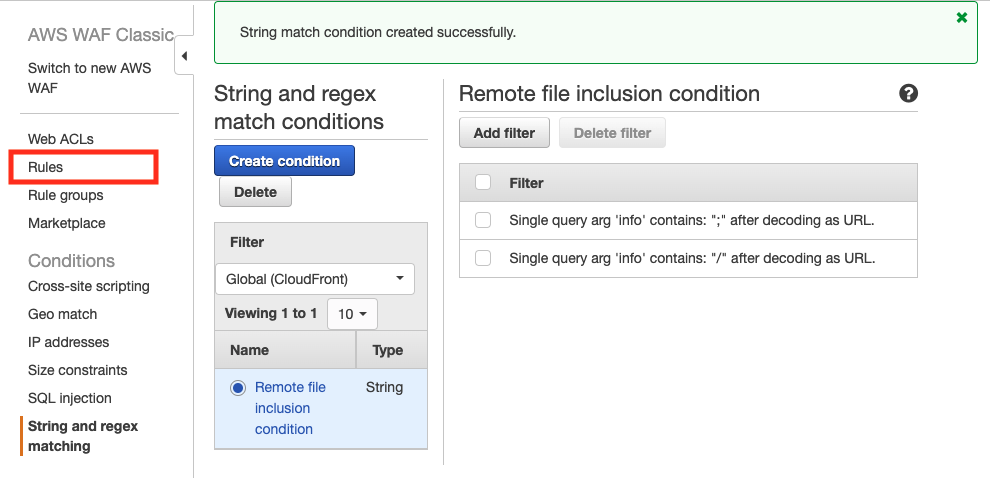 AWS WAF Classic
Switch to new AWS
WAF
Web ACLs
Rules
Rule groups
Marketplace
Conditions
Cross-site scripting
Geo match
IP addresses
Size constraints
SQL injection
String and regex
matching
String match condition created successfully.
String and regex
match conditions
Create condition
Delete
Filter
Global (CloudFront)
Viewing 1 to 1
10
Name
Type
Remote file
inclusion
condition
String
Remote file inclusion condition
?
Add filter
Delete filter
Filter
Single query arg 'info' contains: ";" after decoding as URL.
Single query arg 'info' contains: "/" after decoding as URL.